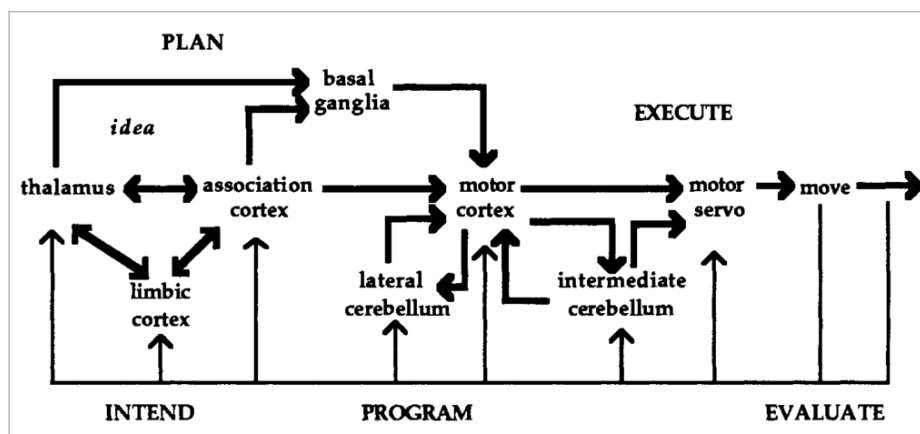 PLAN
basal
ganglia
EXECUTE
idea
thalamus
association
cortex
motor
cortex
motor
servo
move
limbic
cortex
lateral
cerebellum
intermediate
cerebellum
INTEND
PROGRAM
EVALUATE